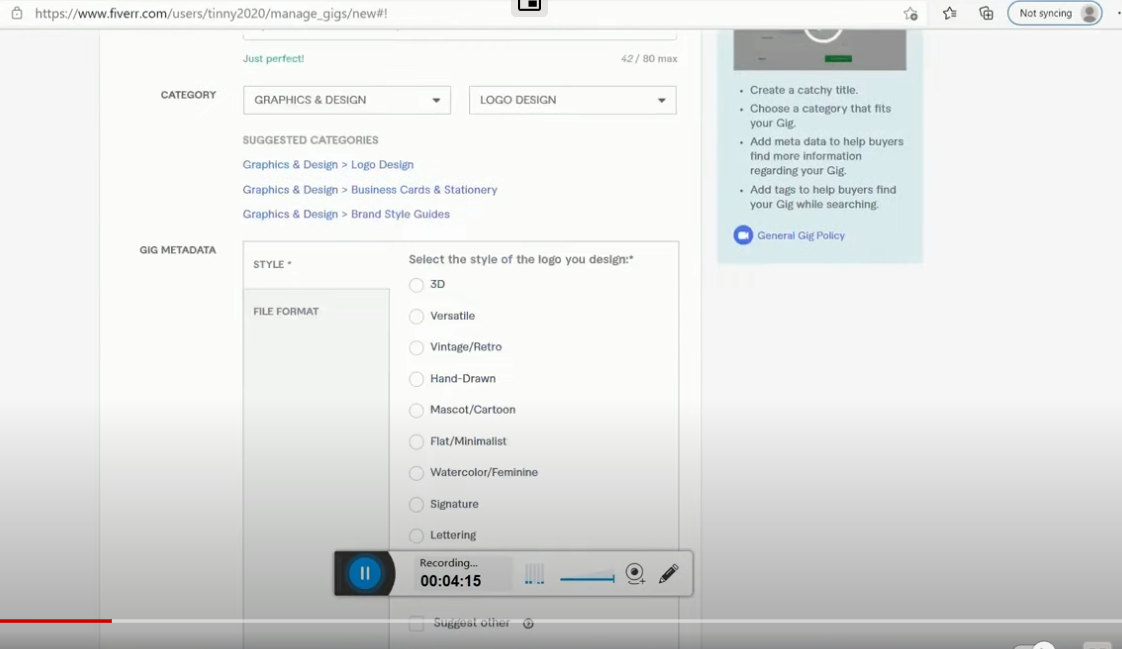 https://www.fiverr.com/users/tinny2020/manage_gigs/new#!
Not syncing
Just perfect!
42 / 80 max
CATEGORY
GRAPHICS & DESIGN
LOGO DESIGN
SUGGESTED CATEGORIES
Graphics & Design > Logo Design
Graphics & Design > Business Cards & Stationery
Graphics & Design > Brand Style Guides
GIG METADATA
STYLE *
FILE FORMAT
Select the style of the logo you design:*
3D
Versatile
Vintage/Retro
Hand-Drawn
Mascot/Cartoon
Flat/Minimalist
Watercolor/Feminine
Signature
Lettering
Recording...
00:04:15
Suggest other
• Create a catchy title.
• Choose a category that fits
your Gig.
• Add meta data to help buyers
find more information
regarding your Gig.
• Add tags to help buyers find
your Gig while searching.
General Gig Policy